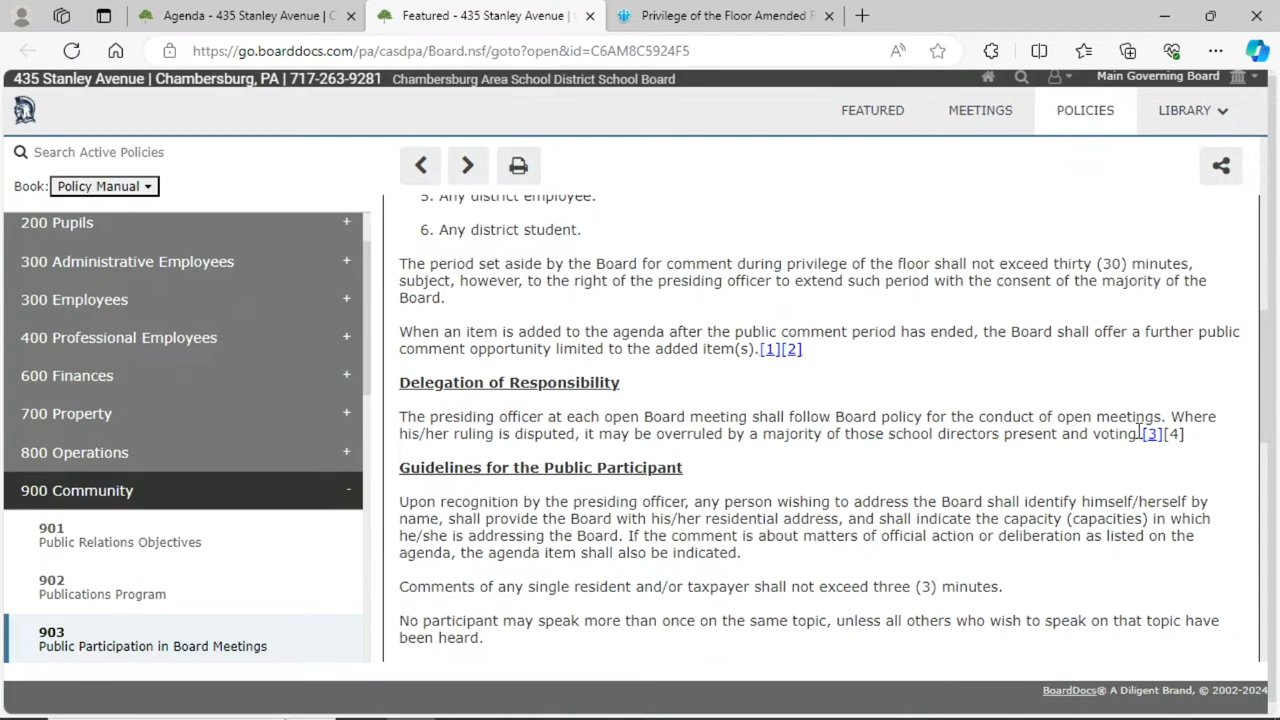 Agenda - 435 Stanley Avenue | C
Featured - 435 Stanley Avenue |
Privilege of the Floor Amended R
https://go.boarddocs.com/pa/casdpa/Board.nsf/goto?open&id=C6AM8C5924F5
435 Stanley Avenue | Chambersburg, PA | 717-263-9281 Chambersburg Area School District School Board
Main Governing Board
FEATURED
MEETINGS
POLICIES
LIBRARY
Search Active Policies
Book: Policy Manual
200 Pupils +
300 Administrative Employees +
300 Employees +
400 Professional Employees +
600 Finances +
700 Property +
800 Operations +
900 Community -
901
Public Relations Objectives
902
Publications Program
903
Public Participation in Board Meetings
5. Any district employee.
6. Any district student.
The period set aside by the Board for comment during privilege of the floor shall not exceed thirty (30) minutes,
subject, however, to the right of the presiding officer to extend such period with the consent of the majority of the
Board.
When an item is added to the agenda after the public comment period has ended, the Board shall offer a further public
comment opportunity limited to the added item(s).[1][2]
Delegation of Responsibility
The presiding officer at each open Board meeting shall follow Board policy for the conduct of open meetings. Where
his/her ruling is disputed, it may be overruled by a majority of those school directors present and voting.[3][4]
Guidelines for the Public Participant
Upon recognition by the presiding officer, any person wishing to address the Board shall identify himself/herself by
name, shall provide the Board with his/her residential address, and shall indicate the capacity (capacities) in which
he/she is addressing the Board. If the comment is about matters of official action or deliberation as listed on the
agenda, the agenda item shall also be indicated.
Comments of any single resident and/or taxpayer shall not exceed three (3) minutes.
No participant may speak more than once on the same topic, unless all others who wish to speak on that topic have
been heard.
BoardDocs® A Diligent Brand, © 2002-2024